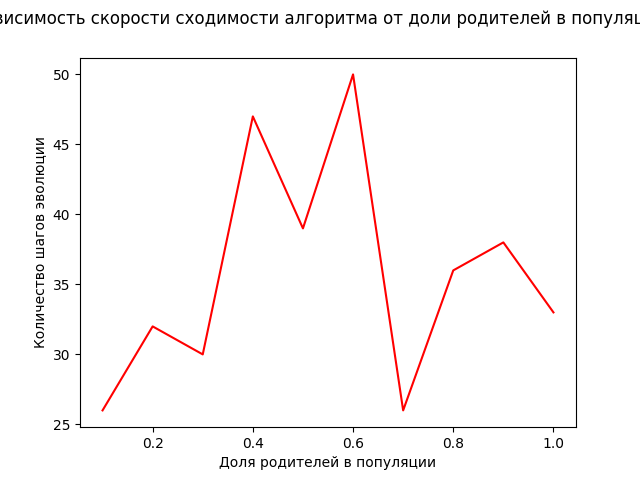 висимость скорости сходимости алгоритма от доли родителей в популяц
50
45
40
35
30
25
Количество шагов эволюции
0.2 0.4 0.6 0.8 1.0
Доля родителей в популяции